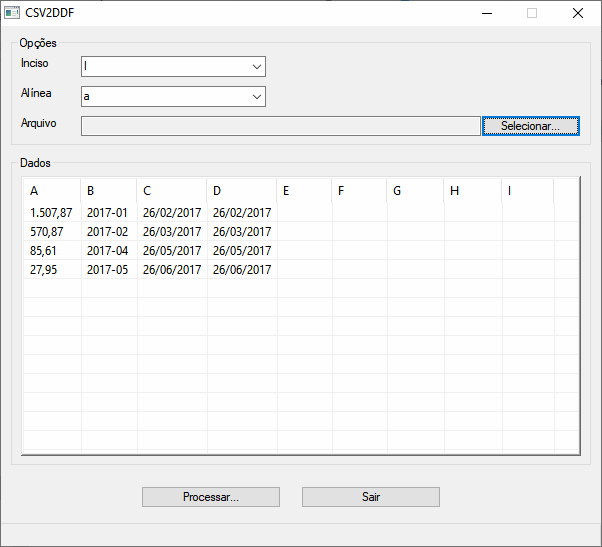 CSV2DDF
Opções
Inciso I
Alínea a
Arquivo Selecionar...
Dados
A B C D E F G H I
1.507,87 2017-01 26/02/2017 26/02/2017
570,87 2017-02 26/03/2017 26/03/2017
85,61 2017-04 26/05/2017 26/05/2017
27,95 2017-05 26/06/2017 26/06/2017
Processar... Sair